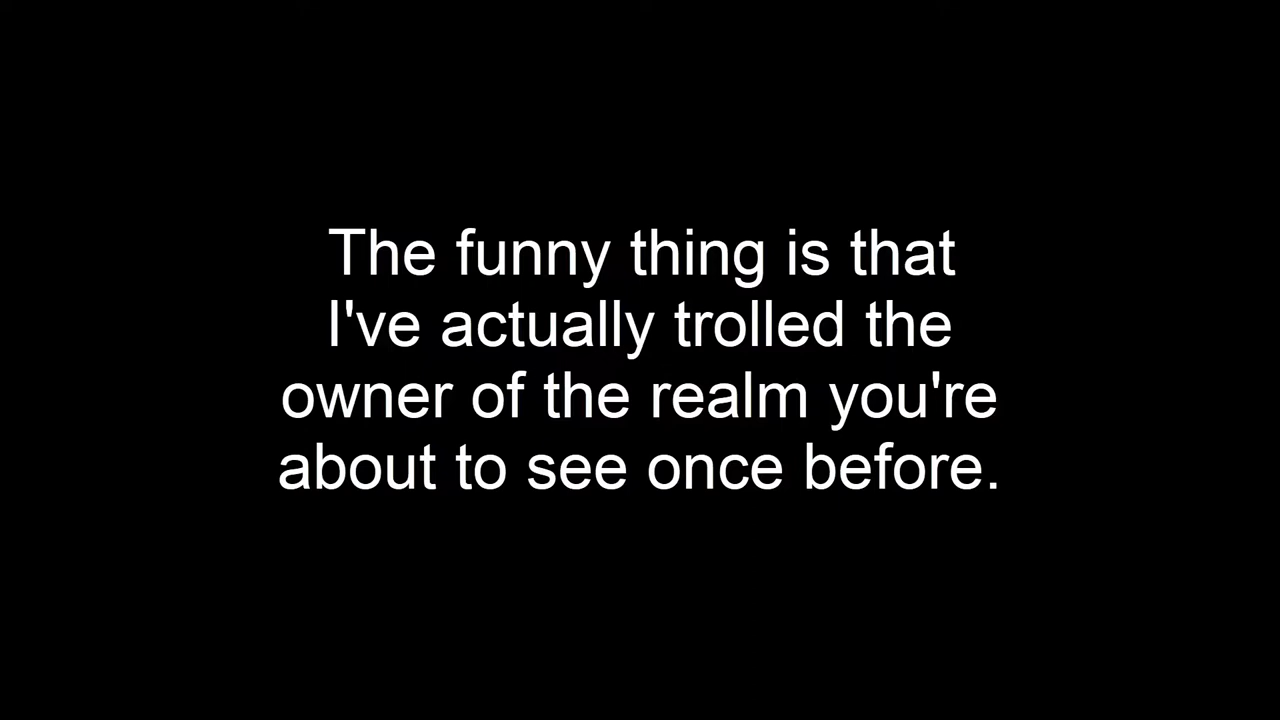 The funny thing is that
I've actually trolled the
owner of the realm you're
about to see once before.